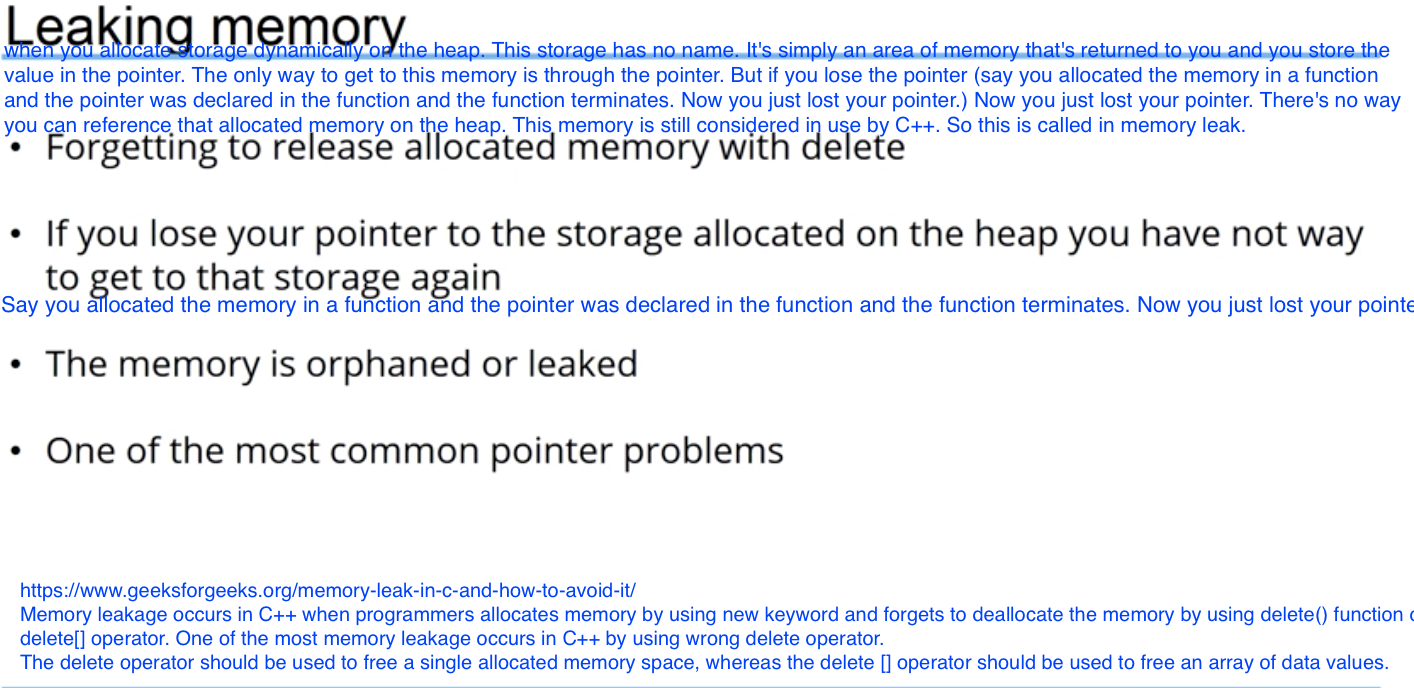 Leaking memory
when you allocate storage dynamically on the heap. This storage has no name. It's simply an area of memory that's returned to you and you store the
value in the pointer. The only way to get to this memory is through the pointer. But if you lose the pointer (say you allocated the memory in a function
and the pointer was declared in the function and the function terminates. Now you just lost your pointer.) Now you just lost your pointer. There's no way
you can reference that allocated memory on the heap. This memory is still considered in use by C++. So this is called in memory leak.
• Forgetting to release allocated memory with delete
• If you lose your pointer to the storage allocated on the heap you have not way
to get to that storage again
Say you allocated the memory in a function and the pointer was declared in the function and the function terminates. Now you just lost your pointe
• The memory is orphaned or leaked
• One of the most common pointer problems
https://www.geeksforgeeks.org/memory-leak-in-c-and-how-to-avoid-it/
Memory leakage occurs in C++ when programmers allocates memory by using new keyword and forgets to deallocate the memory by using delete() function
delete[] operator. One of the most memory leakage occurs in C++ by using wrong delete operator.
The delete operator should be used to free a single allocated memory space, whereas the delete [] operator should be used to free an array of data values.